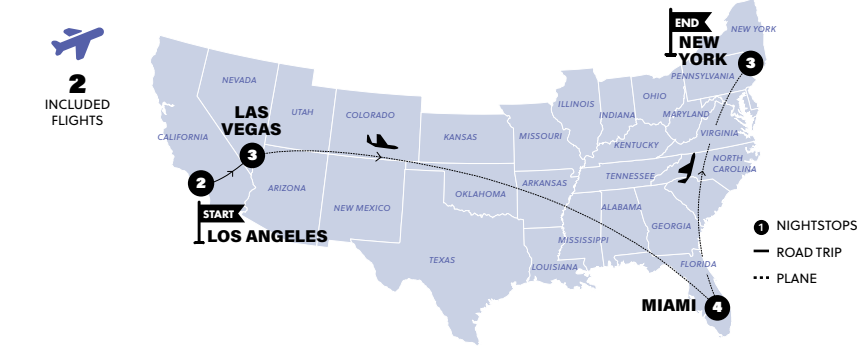 2
INCLUDED
FLIGHTS
END
NEW
YORK
3
NEW YORK
PENNSYLVANIA
NEVADA
UTAH
COLORADO
CALIFORNIA
LAS
VEGAS
3
2
START
LOS ANGELES
ARIZONA
NEW MEXICO
KANSAS
OKLAHOMA
TEXAS
MISSOURI
ARKANSAS
LOUISIANA
ILLINOIS
INDIANA
OHIO
KENTUCKY
TENNESSEE
MISSISSIPPI
ALABAMA
GEORGIA
MARYLAND
VIRGINIA
NORTH
CAROLINA
FLORIDA
MIAMI
4
1 NIGHTSTOPS
ROAD TRIP
PLANE